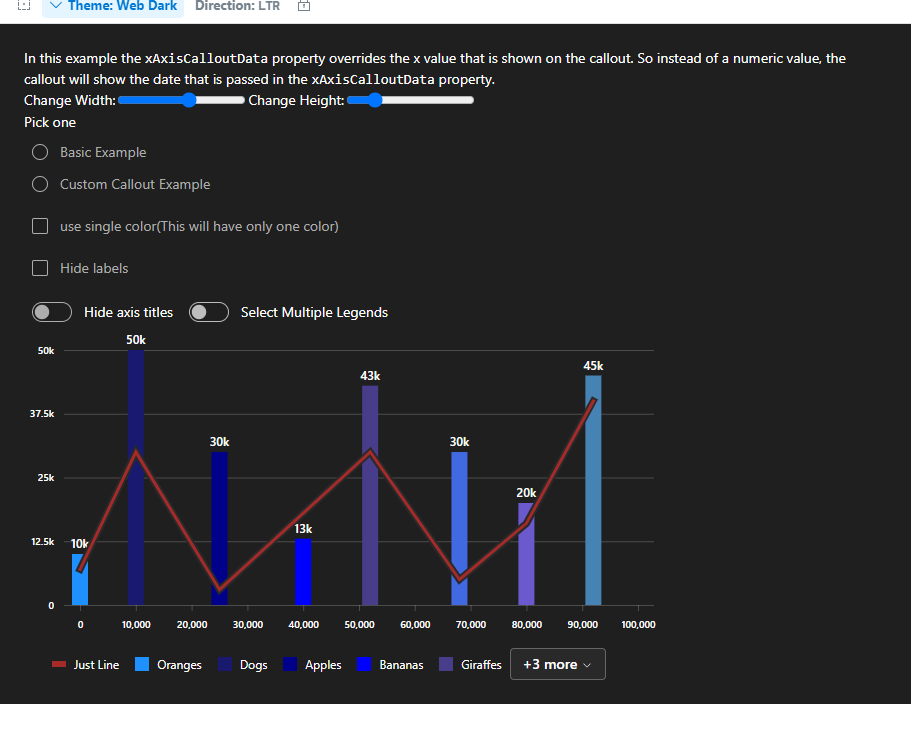 Theme: Web Dark Direction: LTR
In this example the xAxisCalloutData property overrides the x value that is shown on the callout. So instead of a numeric value, the
callout will show the date that is passed in the xAxisCalloutData property.
Change Width: Change Height:
Pick one
Basic Example
Custom Callout Example
use single color(This will have only one color)
Hide labels
Hide axis titles Select Multiple Legends
50k
50k
45k
43k
37.5k
30k 30k
25k
20k
13k
12.5k 10k
0
0 10,000 20,000 30,000 40,000 50,000 60,000 70,000 80,000 90,000 100,000
Just Line Oranges Dogs Apples Bananas Giraffes +3 more